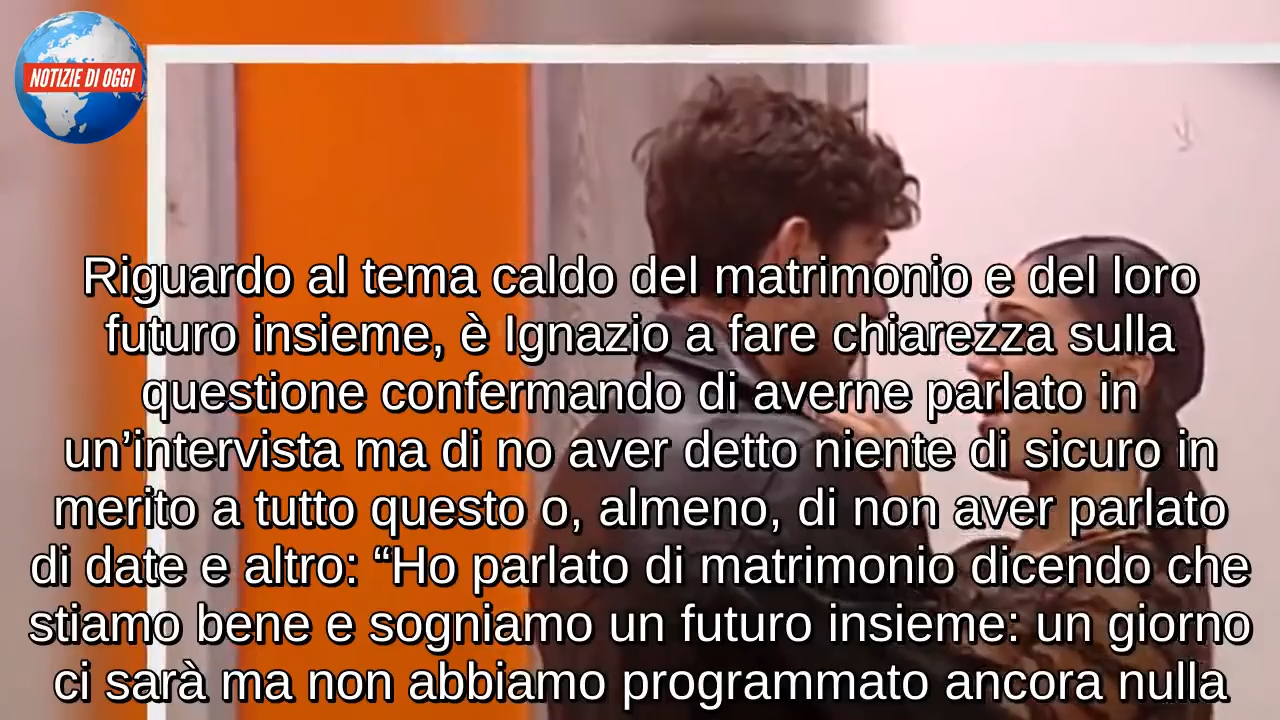 NOTIZIE DI OGGI
Riguardo al tema caldo del matrimonio e del loro
futuro insieme, è Ignazio a fare chiarezza sulla
questione confermando di averne parlato in
un’intervista ma di no aver detto niente di sicuro in
merito a tutto questo o, almeno, di non aver parlato
di date e altro: “Ho parlato di matrimonio dicendo che
stiamo bene e sogniamo un futuro insieme: un giorno
ci sarà ma non abbiamo programmato ancora nulla